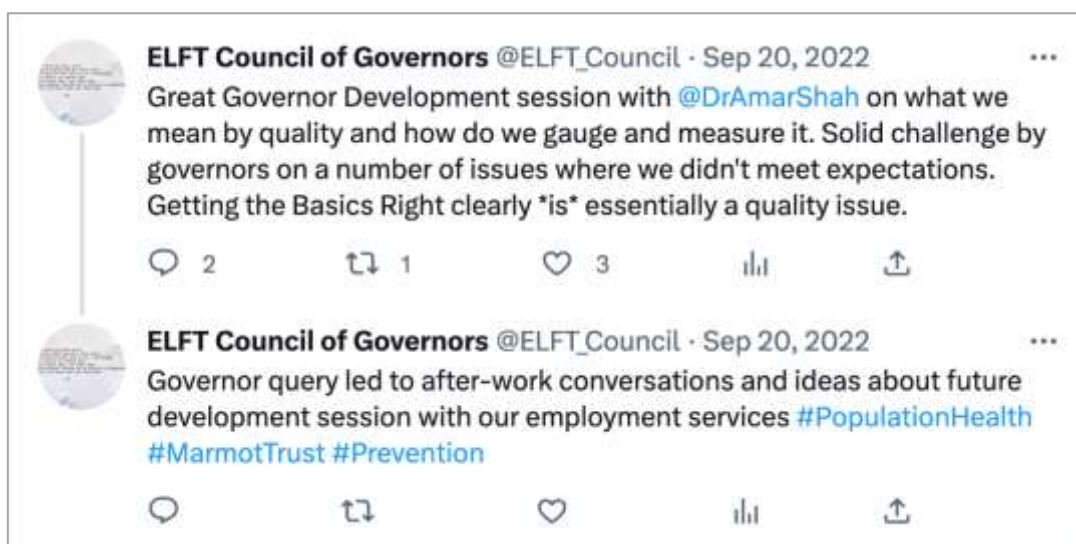 ELFT Council of Governors @ELFT_Council · Sep 20, 2022
Great Governor Development session with @DrAmarShah on what we
mean by quality and how do we gauge and measure it. Solid challenge by
governors on a number of issues where we didn't meet expectations.
Getting the Basics Right clearly *is* essentially a quality issue.
2 1 3
ELFT Council of Governors @ELFT_Council · Sep 20, 2022
Governor query led to after-work conversations and ideas about future
development session with our employment services #PopulationHealth
#MarmotTrust #Prevention